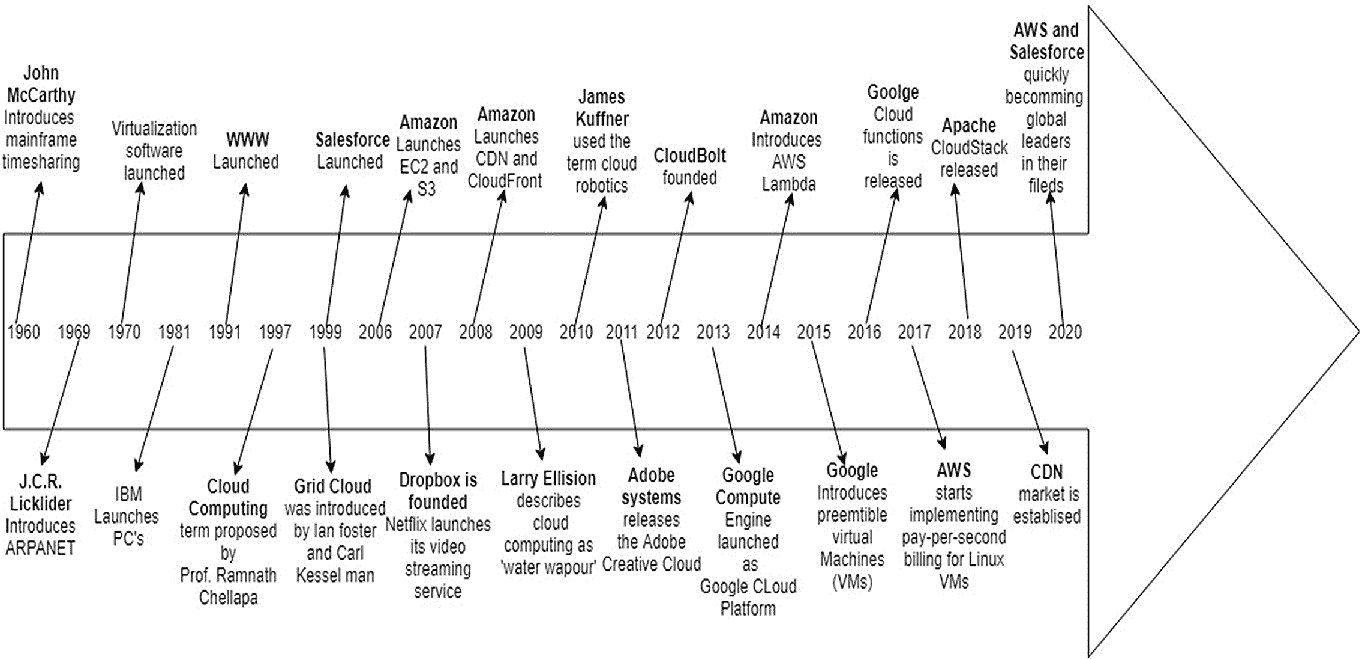 John
McCarthy
Introduces
mainframe
timesharing
Virtualization
software
launched
WWW
Launched
Salesforce
Launched
Amazon
Launches
EC2 and
S3
Amazon
Launches
CDN and
CloudFront
James
Kuffner
used the
term cloud
robotics
CloudBolt
founded
Amazon
Introduces
AWS
Lambda
Goolge
Cloud
functions
is
released
Apache
CloudStack
released
AWS and
Salesforce
quickly
becomming
global
leaders
in their
fileds
1960 1969 1970 1981 1991 1997 1999 2006 2007 2008 2009 2010 2011 2012 2013 2014 2015 2016 2017 2018 2019 2020
J.C.R.
Licklider
Introduces
ARPANET
IBM
Launches
PC's
Cloud
Computing
term proposed
by
Prof. Ramnath
Chellapa
Grid Cloud
was introduced
by Ian foster
and Carl
Kessel man
Dropbox is
founded
Netflix launches
its video
streaming
service
Larry Ellision
describes
cloud
computing as
'water wapour'
Adobe
systems
releases
the Adobe
Creative Cloud
Google
Compute
Engine
launched
as
Google CLoud
Platform
Google
Introduces
preemtible
virtual
Machines
(VMs)
AWS
starts
implementing
pay-per-second
billing for Linux
VMs
CDN
market is
establised